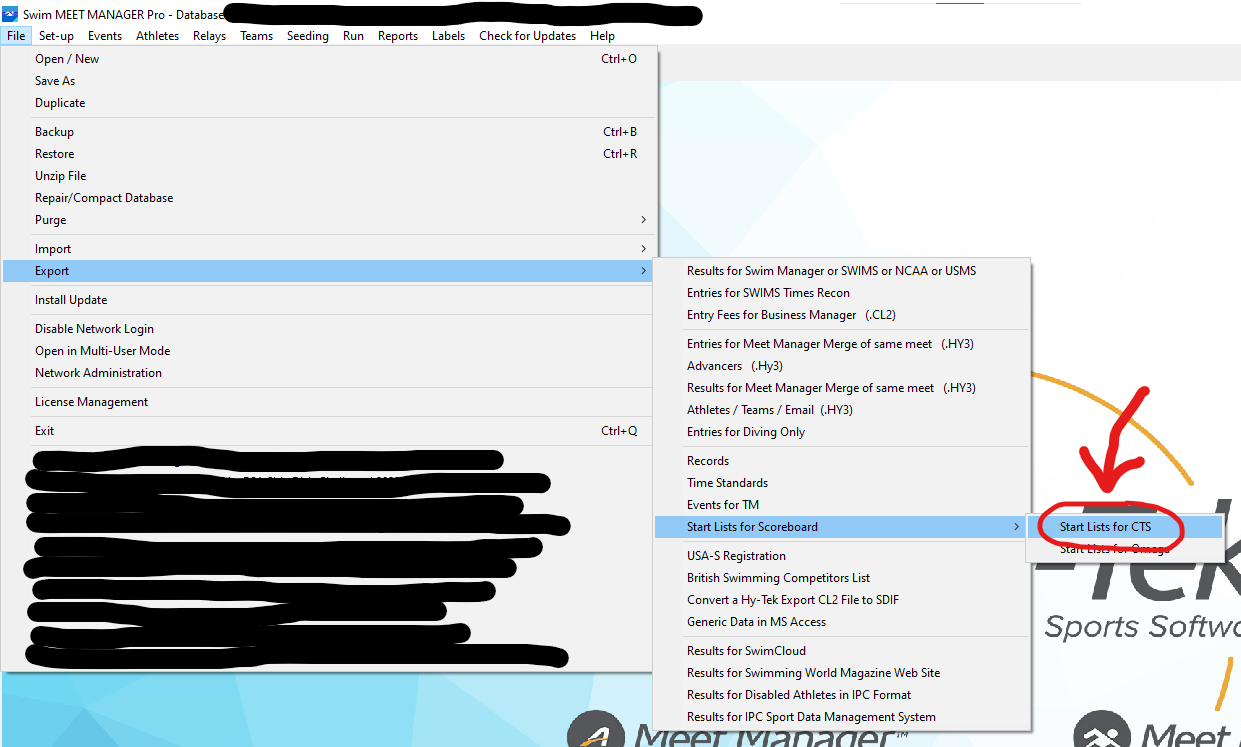 Swim MEET MANAGER Pro - Database
File Set-up Events Athletes Relays Teams Seeding Run Reports Labels Check for Updates Help
Open / New Ctrl+O
Save As
Duplicate
Backup Ctrl+B
Restore Ctrl+R
Unzip File
Repair/Compact Database
Purge >
Import >
Export >
Install Update
Disable Network Login
Open in Multi-User Mode
Network Administration
License Management
Exit Ctrl+Q
Results for Swim Manager or SWIMS or NCAA or USMS
Entries for SWIMS Times Recon
Entry Fees for Business Manager (.CL2)
Entries for Meet Manager Merge of same meet (.HY3)
Advancers (.Hy3)
Results for Meet Manager Merge of same meet (.HY3)
Athletes / Teams / Email (.HY3)
Entries for Diving Only
Records
Time Standards
Events for TM
Start Lists for Scoreboard >
USA-S Registration
British Swimming Competitors List
Convert a Hy-Tek Export CL2 File to SDIF
Generic Data in MS Access
Results for SwimCloud
Results for Swimming World Magazine Web Site
Results for Disabled Athletes in IPC Format
Results for IPC Sport Data Management System
Start Lists for CTS
Start Lists for Omega
-Tek
Sports Softw
Meet Manager™
Meet